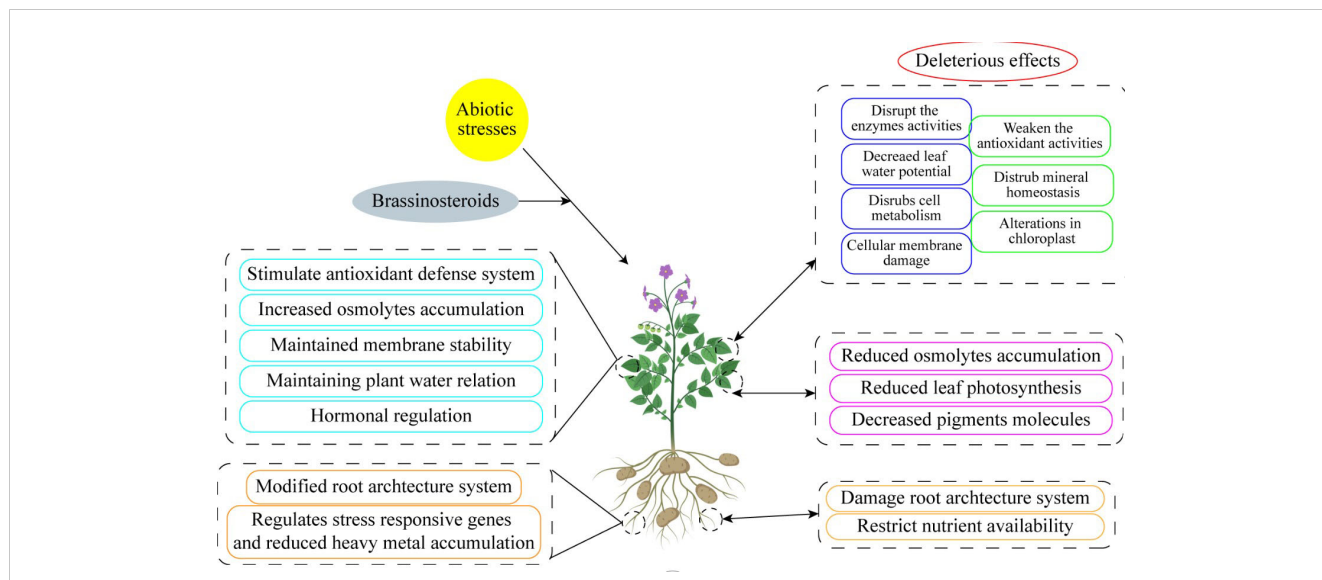 Abiotic
stresses
Brassinosteroids
Stimulate antioxidant defense system
Increased osmolytes accumulation
Maintained membrane stability
Maintaining plant water relation
Hormonal regulation
Modified root archtecture system
Regulates stress responsive genes
and reduced heavy metal accumulation
Deleterious effects
Disrupt the
enzymes activities
Decreaed leaf
water potential
Disrubs cell
metabolism
Cellular membrane
damage
Weaken the
antioxidant activities
Distrub mineral
homeostasis
Alterations in
chloroplast
Reduced osmolytes accumulation
Reduced leaf photosynthesis
Decreased pigments molecules
Damage root archtecture system
Restrict nutrient availability